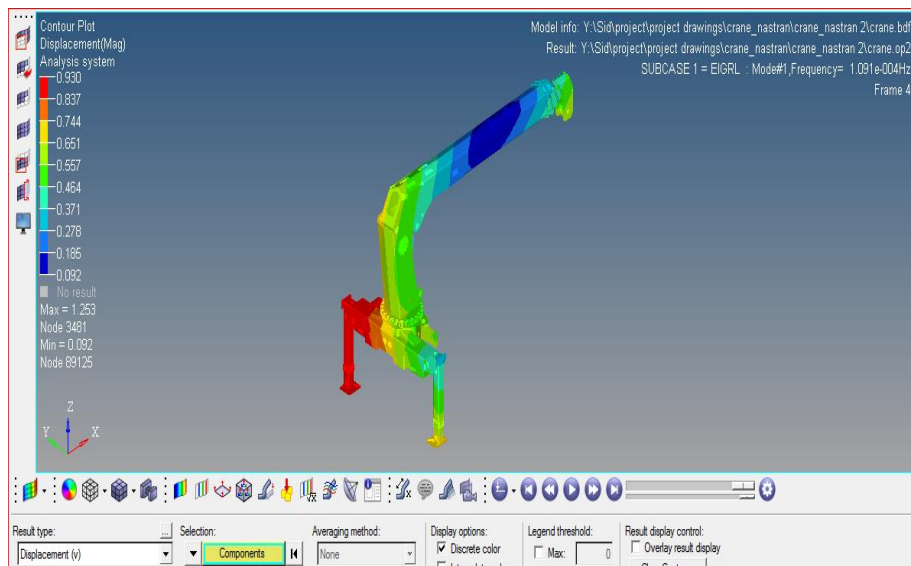 Contour Plot
Displacement(Mag)
Analysis system
0.930
0.837
0.744
0.651
0.557
0.464
0.371
0.278
0.185
0.092
No result
Max = 1.253
Node 3481
Min = 0.092
Node 89125
Model info: Y:\Sid\project\project drawings\crane_nastran\crane_nastran 2\crane.bdf
Result: Y:\Sid\project\project drawings\crane_nastran\crane_nastran 2\crane.op2
SUBCASE 1 = EIGRL : Mode#1,Frequency= 1.091e-004Hz
Frame 4
Z
Y
X
Result type:
...
Displacement (v)
Selection:
Components
Averaging method:
None
Display options:
Discrete color
Legend threshold:
Max:
0
Result display control:
Overlay result display